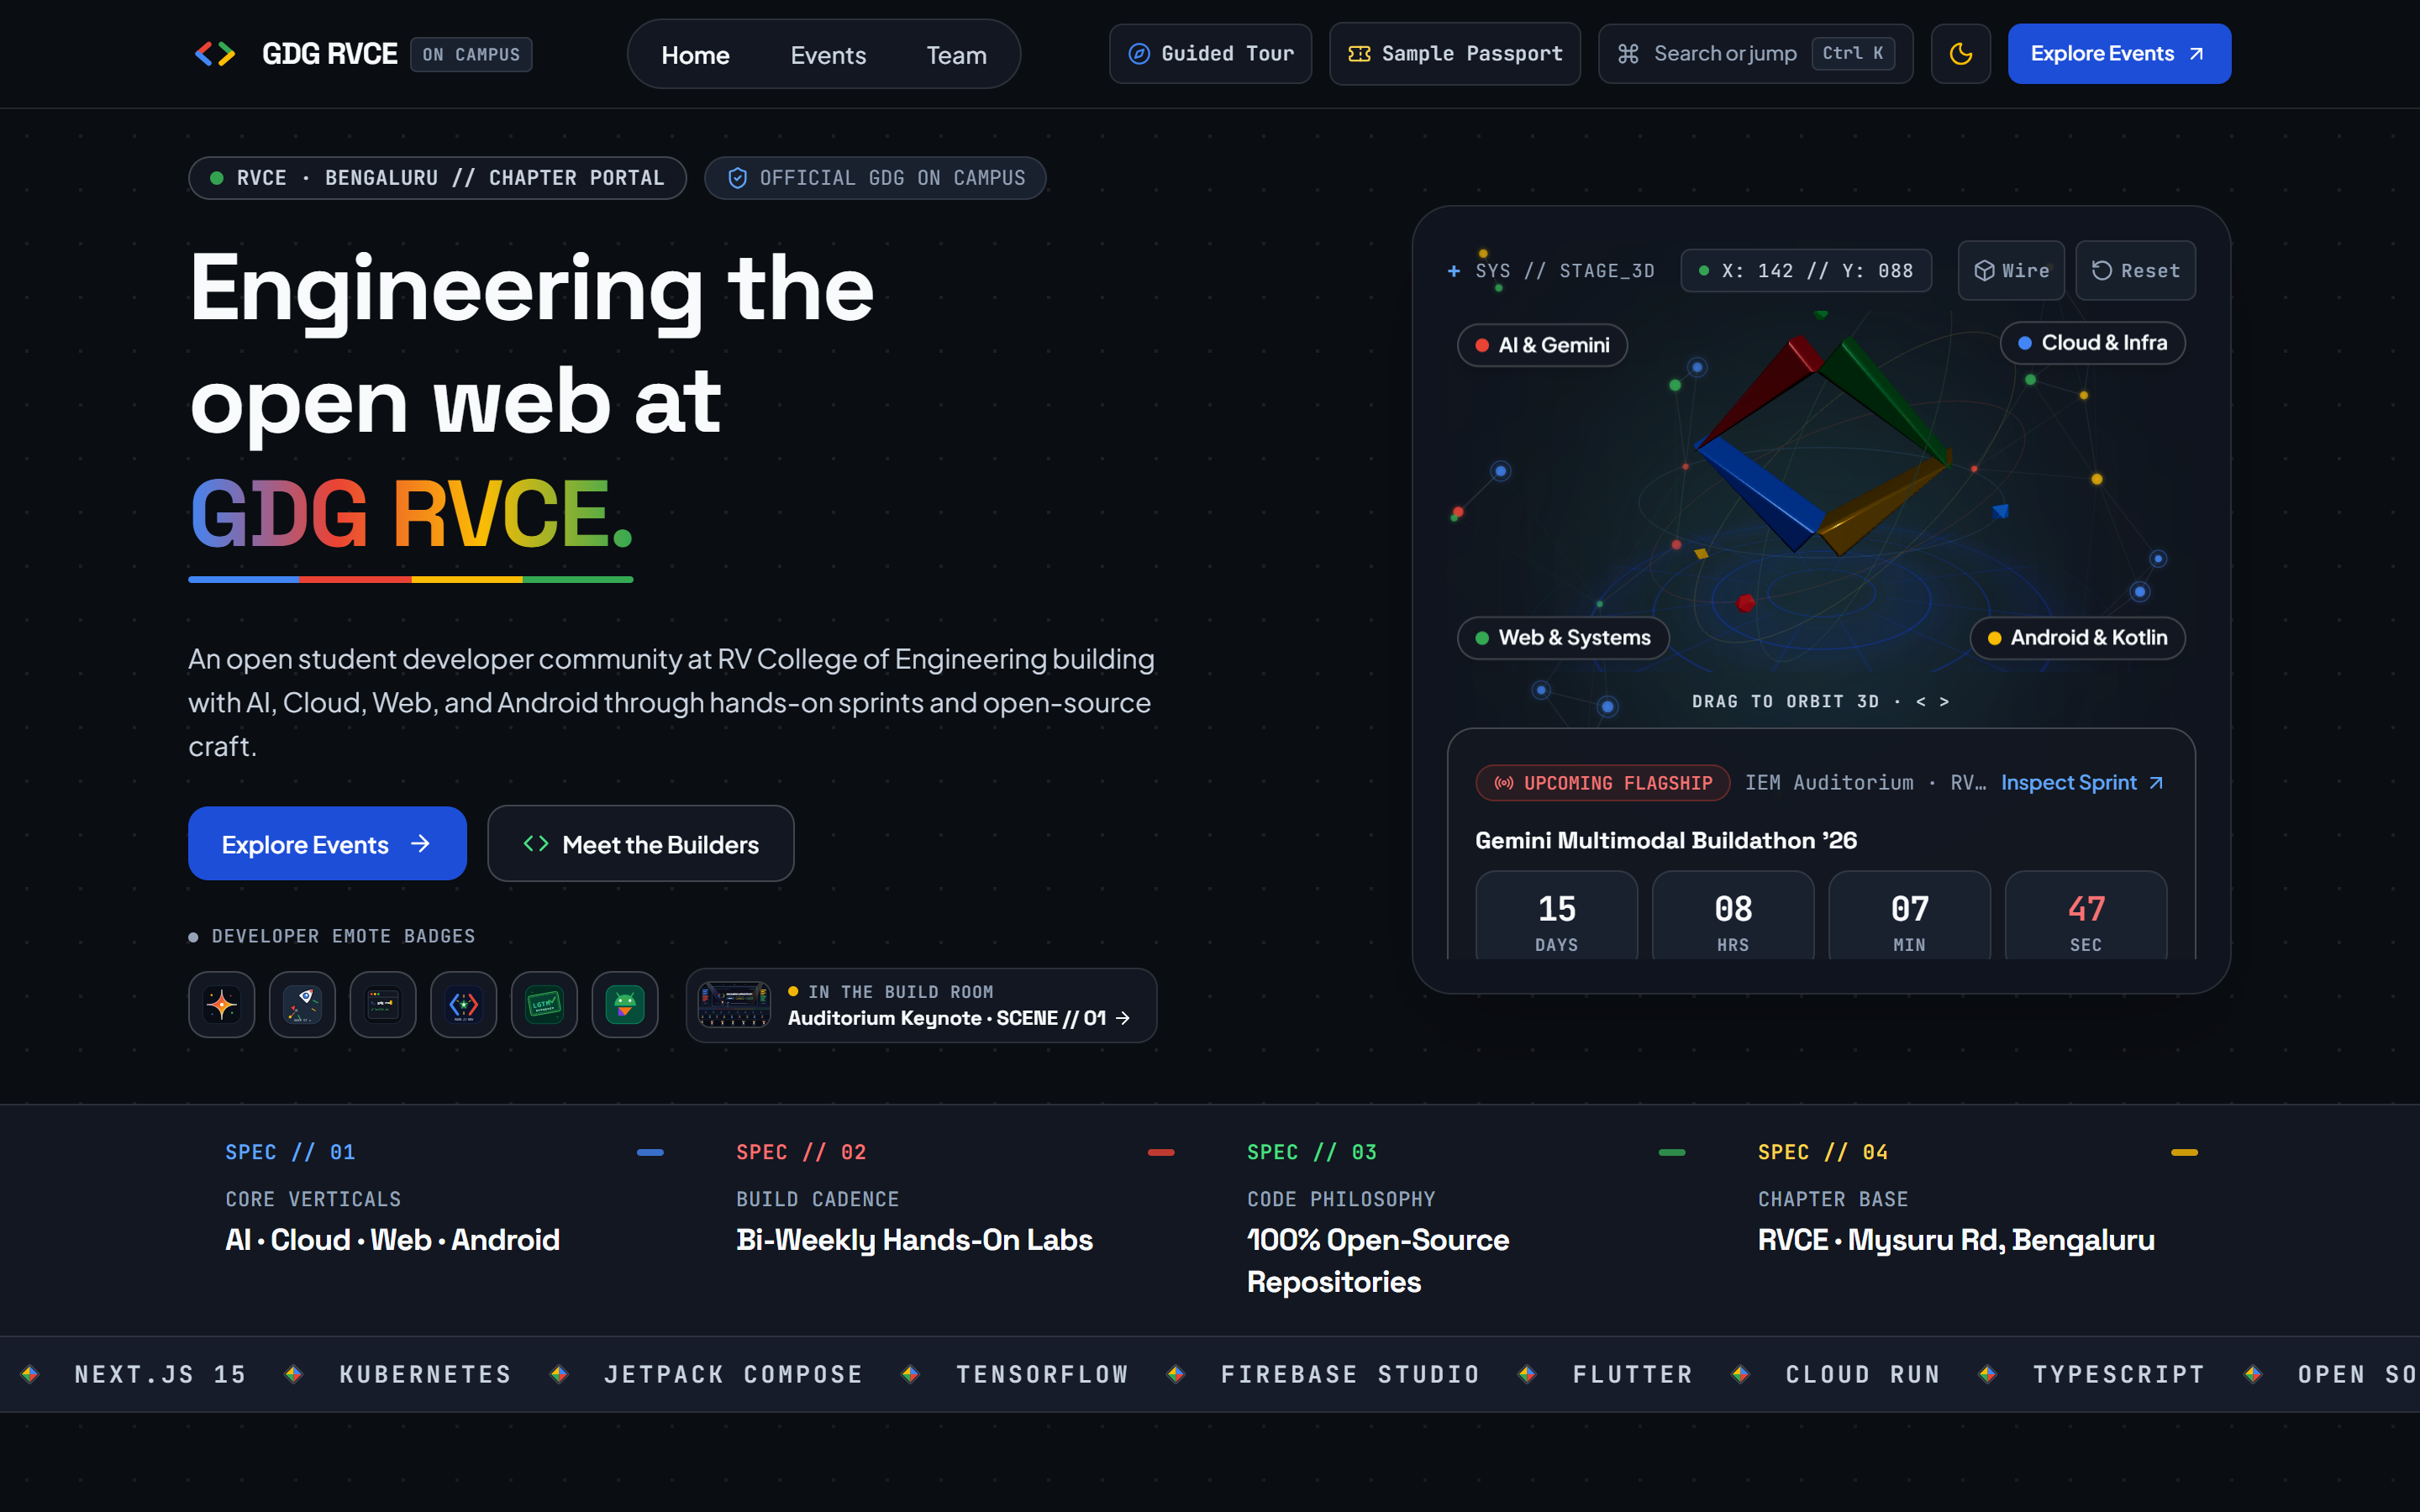 GDG RVCE ON CAMPUS
Home Events Team
Guided Tour
Sample Passport
Search or jump Ctrl K
Explore Events
RVCE · BENGALURU // CHAPTER PORTAL
OFFICIAL GDG ON CAMPUS
Engineering the
open web at
GDG RVCE.
An open student developer community at RV College of Engineering building
with AI, Cloud, Web, and Android through hands-on sprints and open-source
craft.
Explore Events →
Meet the Builders
DEVELOPER EMOTE BADGES
LGTM
IN THE BUILD ROOM
Auditorium Keynote · SCENE // 01 →
+ SYS // STAGE_3D
X: 142 // Y: 088
Wire
Reset
AI & Gemini
Cloud & Infra
Web & Systems
Android & Kotlin
DRAG TO ORBIT 3D · < >
UPCOMING FLAGSHIP
IEM Auditorium · RV…
Inspect Sprint
Gemini Multimodal Buildathon ’26
15 08 07 47
DAYS HRS MIN SEC
SPEC // 01
CORE VERTICALS
AI · Cloud · Web · Android
SPEC // 02
BUILD CADENCE
Bi-Weekly Hands-On Labs
SPEC // 03
CODE PHILOSOPHY
100% Open-Source
Repositories
SPEC // 04
CHAPTER BASE
RVCE · Mysuru Rd, Bengaluru
NEXT.JS 15 KUBERNETES JETPACK COMPOSE TENSORFLOW FIREBASE STUDIO FLUTTER CLOUD RUN TYPESCRIPT OPEN SO